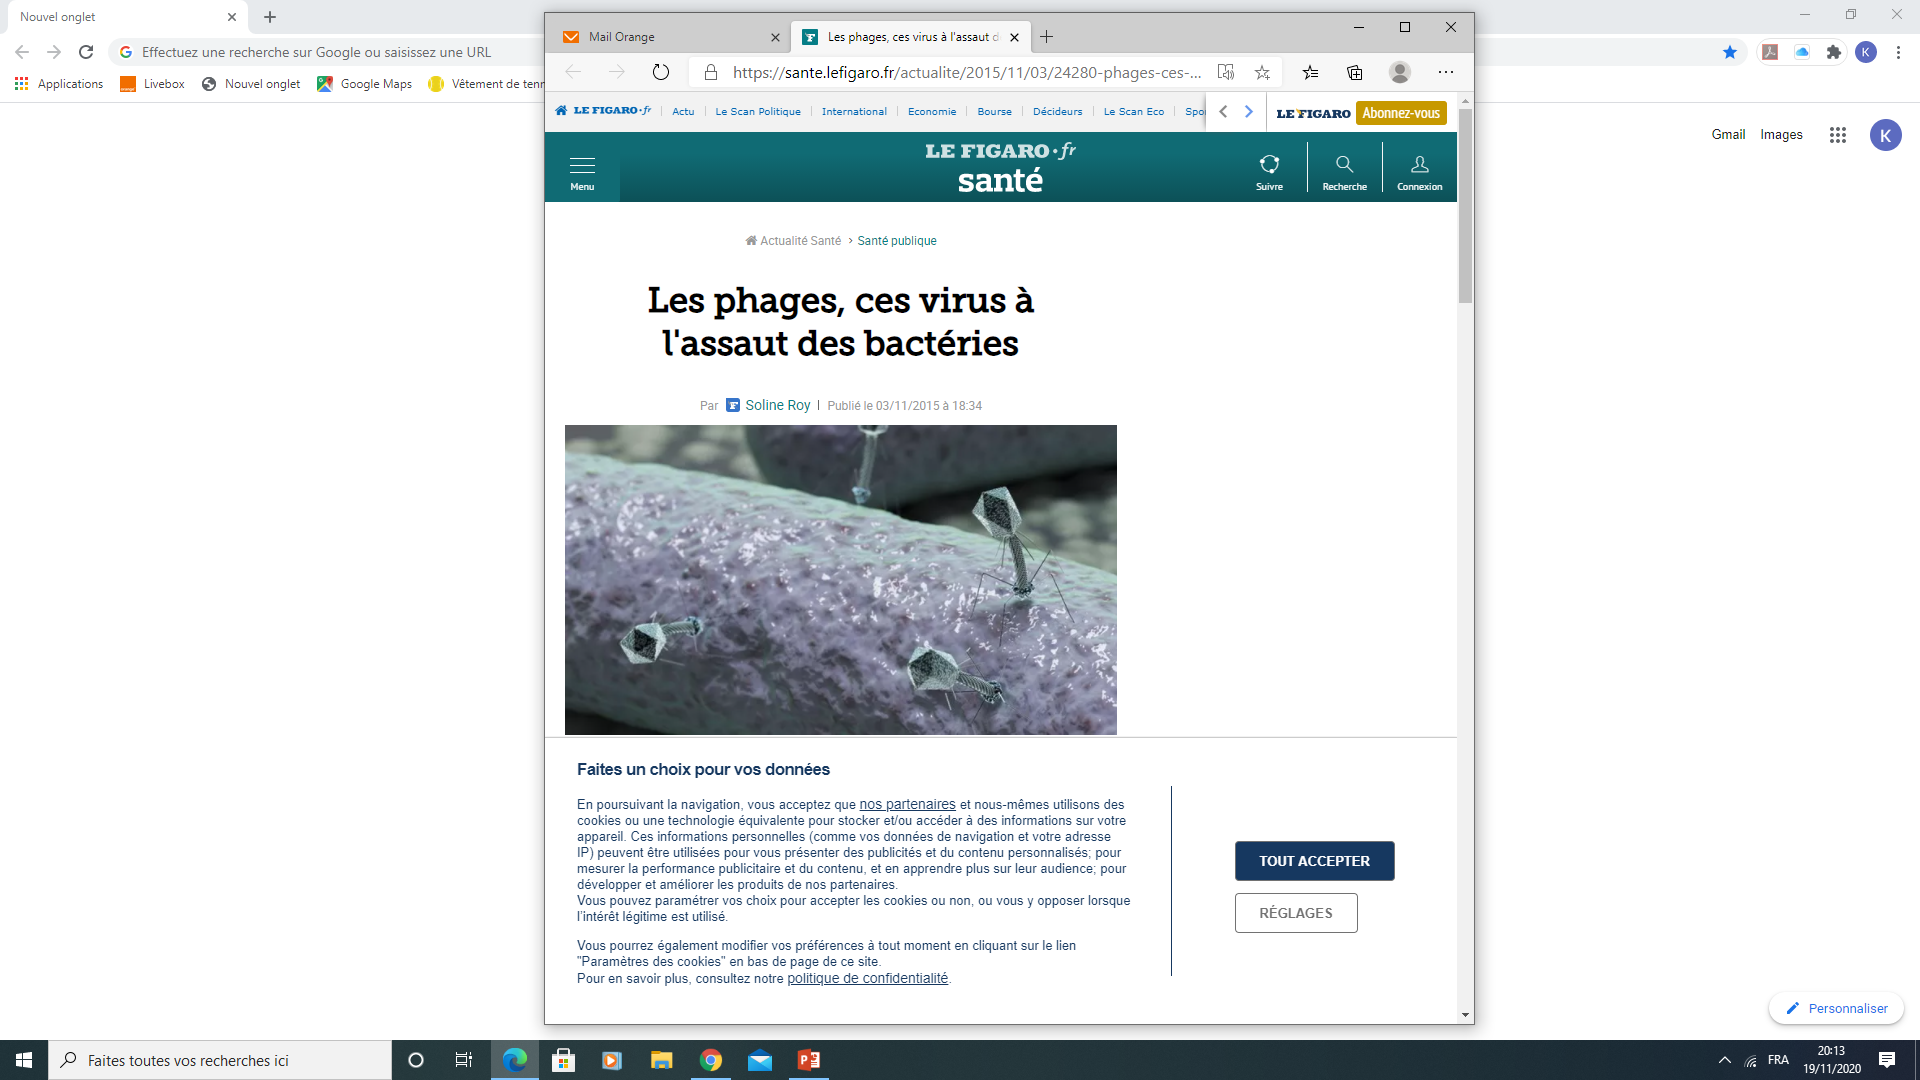 Nouvel onglet
Effectuez une recherche sur Google ou saisissez une URL
K
Applications
Livebox
Nouvel onglet
Google Maps
Vêtement de
Gmail
Images
K
Personnaliser
Mail Orange
Les phages, ces virus à l'assaut
https://sante.lefigaro.fr/actualite/2015/11/03/24280-phages-ces-...
LE FIGARO·fr
Actu
Le Scan Politique
International
Economie
Bourse
Décideurs
Le Scan Eco
LE FIGARO
Abonnez-vous
Menu
LE FIGARO·fr
santé
Suivre
Recherche
Connexion
Actualité Santé > Santé publique
Les phages, ces virus à
l'assaut des bactéries
Par Soline Roy | Publié le 03/11/2015 à 18:34
Faites un choix pour vos données
En poursuivant la navigation, vous acceptez que nos partenaires et nous-mêmes utilisons des
cookies ou une technologie équivalente pour stocker et/ou accéder à des informations sur votre
appareil. Ces informations personnelles (comme vos données de navigation et votre adresse
IP) peuvent être utilisées pour vous présenter des publicités et du contenu personnalisés; pour
mesurer la performance publicitaire et du contenu, et en apprendre plus sur leur audience; pour
développer et améliorer les produits de nos partenaires.
Vous pouvez paramétrer vos choix pour accepter les cookies ou non, ou vous y opposer lorsque
l'intérêt légitime est utilisé.
Vous pourrez également modifier vos préférences à tout moment en cliquant sur le lien
"Paramètres des cookies" en bas de page de ce site.
Pour en savoir plus, consultez notre politique de confidentialité.
TOUT ACCEPTER
RÉGLAGES
Faites toutes vos recherches ici
FRA
20:13
19/11/2020